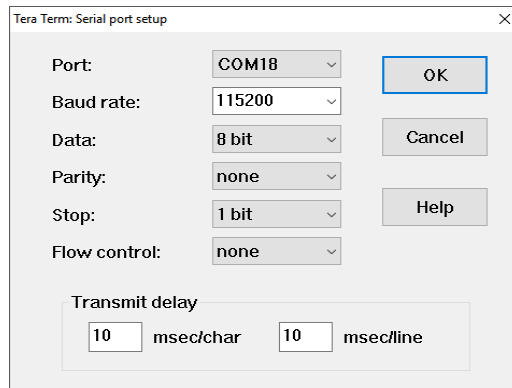 Tera Term: Serial port setup
Port: COM18 OK
Baud rate: 115200
Data: 8 bit Cancel
Parity: none
Stop: 1 bit Help
Flow control: none
Transmit delay
10 msec/char 10 msec/line